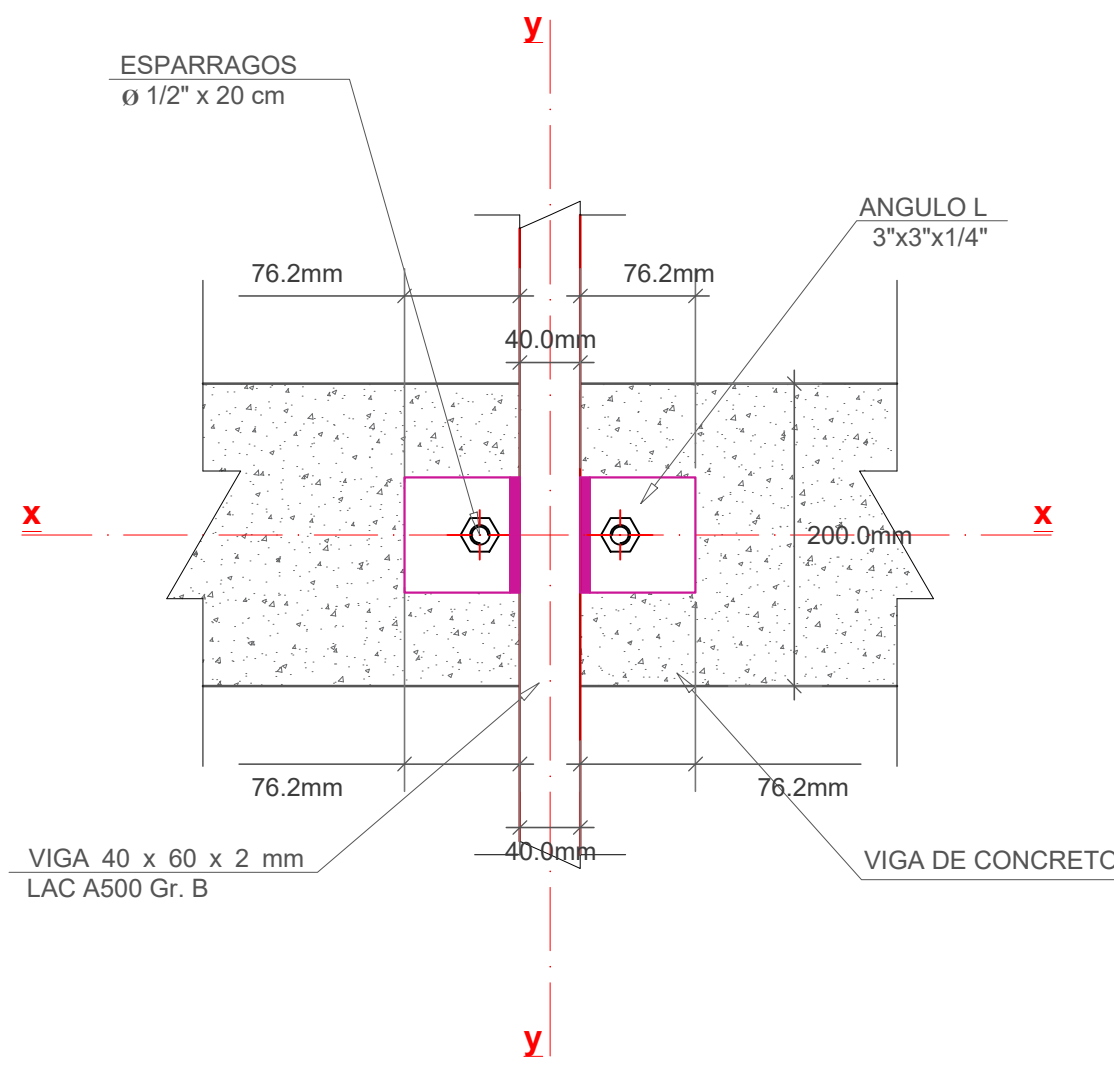 y
ESPARRAGOS
Ø 1/2" x 20 cm
ANGULO L
3"x3"x1/4"
76.2mm
76.2mm
40.0mm
x
x
200.0mm
76.2mm
76.2mm
40.0mm
VIGA 40 x 60 x 2 mm
LAC A500 Gr. B
VIGA DE CONCRETO
y